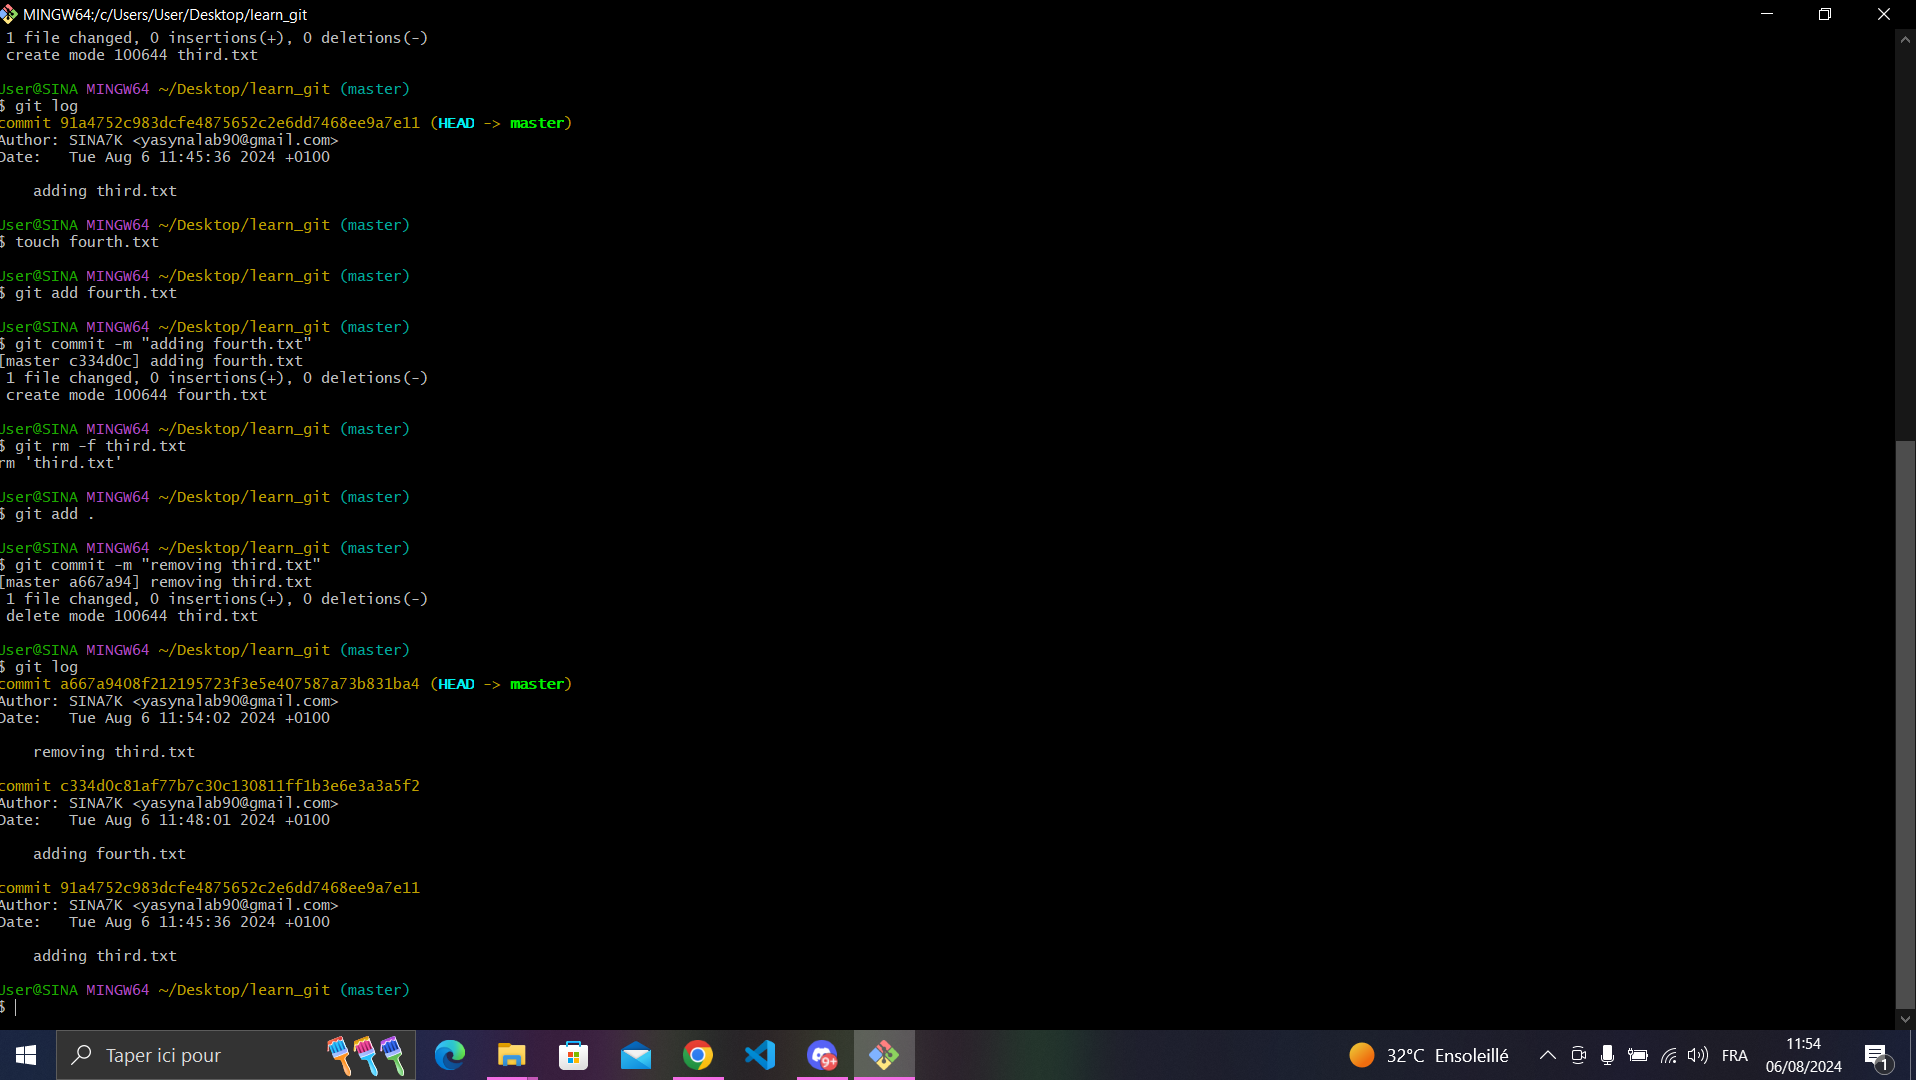 MINGW64:/c/Users/User/Desktop/learn_git
1 file changed, 0 insertions(+), 0 deletions(-)
create mode 100644 third.txt
User@SINA MINGW64 ~/Desktop/learn_git (master)
$ git log
commit 91a4752c983dcfe4875652c2e6dd7468ee9a7e11 (HEAD -> master)
Author: SINA7K <yasynalab90@gmail.com>
Date:   Tue Aug 6 11:45:36 2024 +0100
adding third.txt
User@SINA MINGW64 ~/Desktop/learn_git (master)
$ touch fourth.txt
User@SINA MINGW64 ~/Desktop/learn_git (master)
$ git add fourth.txt
User@SINA MINGW64 ~/Desktop/learn_git (master)
$ git commit -m "adding fourth.txt"
[master c334d0c] adding fourth.txt
1 file changed, 0 insertions(+), 0 deletions(-)
create mode 100644 fourth.txt
User@SINA MINGW64 ~/Desktop/learn_git (master)
$ git rm -f third.txt
rm 'third.txt'
User@SINA MINGW64 ~/Desktop/learn_git (master)
$ git add .
User@SINA MINGW64 ~/Desktop/learn_git (master)
$ git commit -m "removing third.txt"
[master a667a94] removing third.txt
1 file changed, 0 insertions(+), 0 deletions(-)
delete mode 100644 third.txt
User@SINA MINGW64 ~/Desktop/learn_git (master)
$ git log
commit a667a9408f212195723f3e5e407587a73b831ba4 (HEAD -> master)
Author: SINA7K <yasynalab90@gmail.com>
Date:   Tue Aug 6 11:54:02 2024 +0100
removing third.txt
commit c334d0c81af77b7c30c130811ff1b3e6e3a3a5f2
Author: SINA7K <yasynalab90@gmail.com>
Date:   Tue Aug 6 11:48:01 2024 +0100
adding fourth.txt
commit 91a4752c983dcfe4875652c2e6dd7468ee9a7e11
Author: SINA7K <yasynalab90@gmail.com>
Date:   Tue Aug 6 11:45:36 2024 +0100
adding third.txt
User@SINA MINGW64 ~/Desktop/learn_git (master)
$
Taper ici pour
9+
32°C Ensoleillé
FRA
11:54
06/08/2024
1